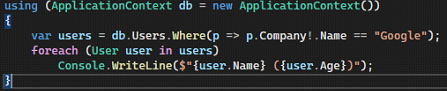 using (ApplicationContext db = new ApplicationContext())
{
    var users = db.Users.Where(p => p.Company!.Name == "Google");
    foreach (User user in users)
        Console.WriteLine($"{user.Name} ({user.Age})");
}